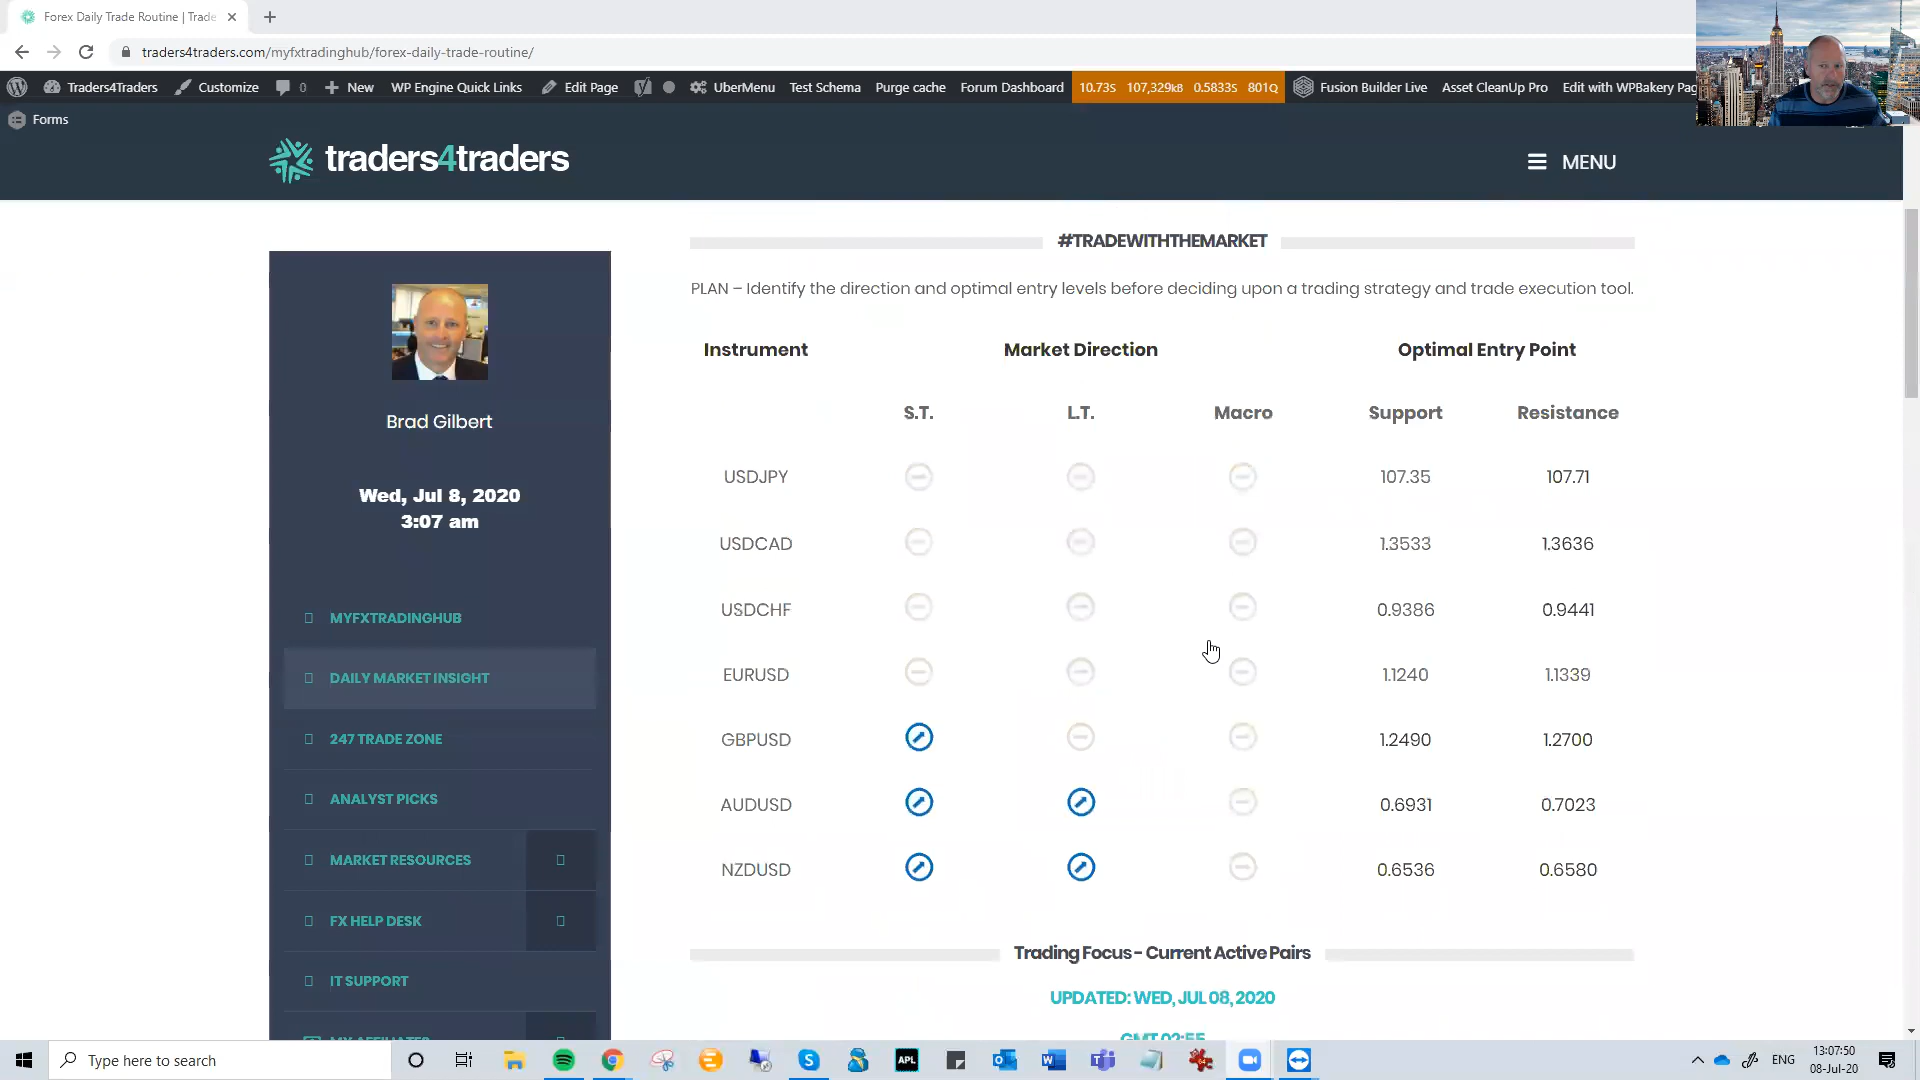 Forex Daily Trade Routine | Trade
traders4traders.com/myfxtradinghub/forex-daily-trade-routine/
Traders4Traders Customize 0 New WP Engine Quick Links Edit Page UberMenu Test Schema Purge cache Forum Dashboard 10.73S 107,329KB 0.5833S 801Q Fusion Builder Live Asset CleanUp Pro Edit with WPBakery Pag
Forms
traders4traders
MENU
#TRADEWITHTHEMARKET
PLAN – Identify the direction and optimal entry levels before deciding upon a trading strategy and trade execution tool.
Instrument Market Direction Optimal Entry Point
S.T. L.T. Macro Support Resistance
USDJPY 107.35 107.71
USDCAD 1.3533 1.3636
USDCHF 0.9386 0.9441
EURUSD 1.1240 1.1339
GBPUSD 1.2490 1.2700
AUDUSD 0.6931 0.7023
NZDUSD 0.6536 0.6580
Trading Focus - Current Active Pairs
UPDATED: WED, JUL 08, 2020
GMT 02:55
Brad Gilbert
Wed, Jul 8, 2020
3:07 am
MYFXTRADINGHUB
DAILY MARKET INSIGHT
247 TRADE ZONE
ANALYST PICKS
MARKET RESOURCES
FX HELP DESK
IT SUPPORT
MY AFFILIATES
Type here to search
APL
ENG
13:07:50
08-Jul-20